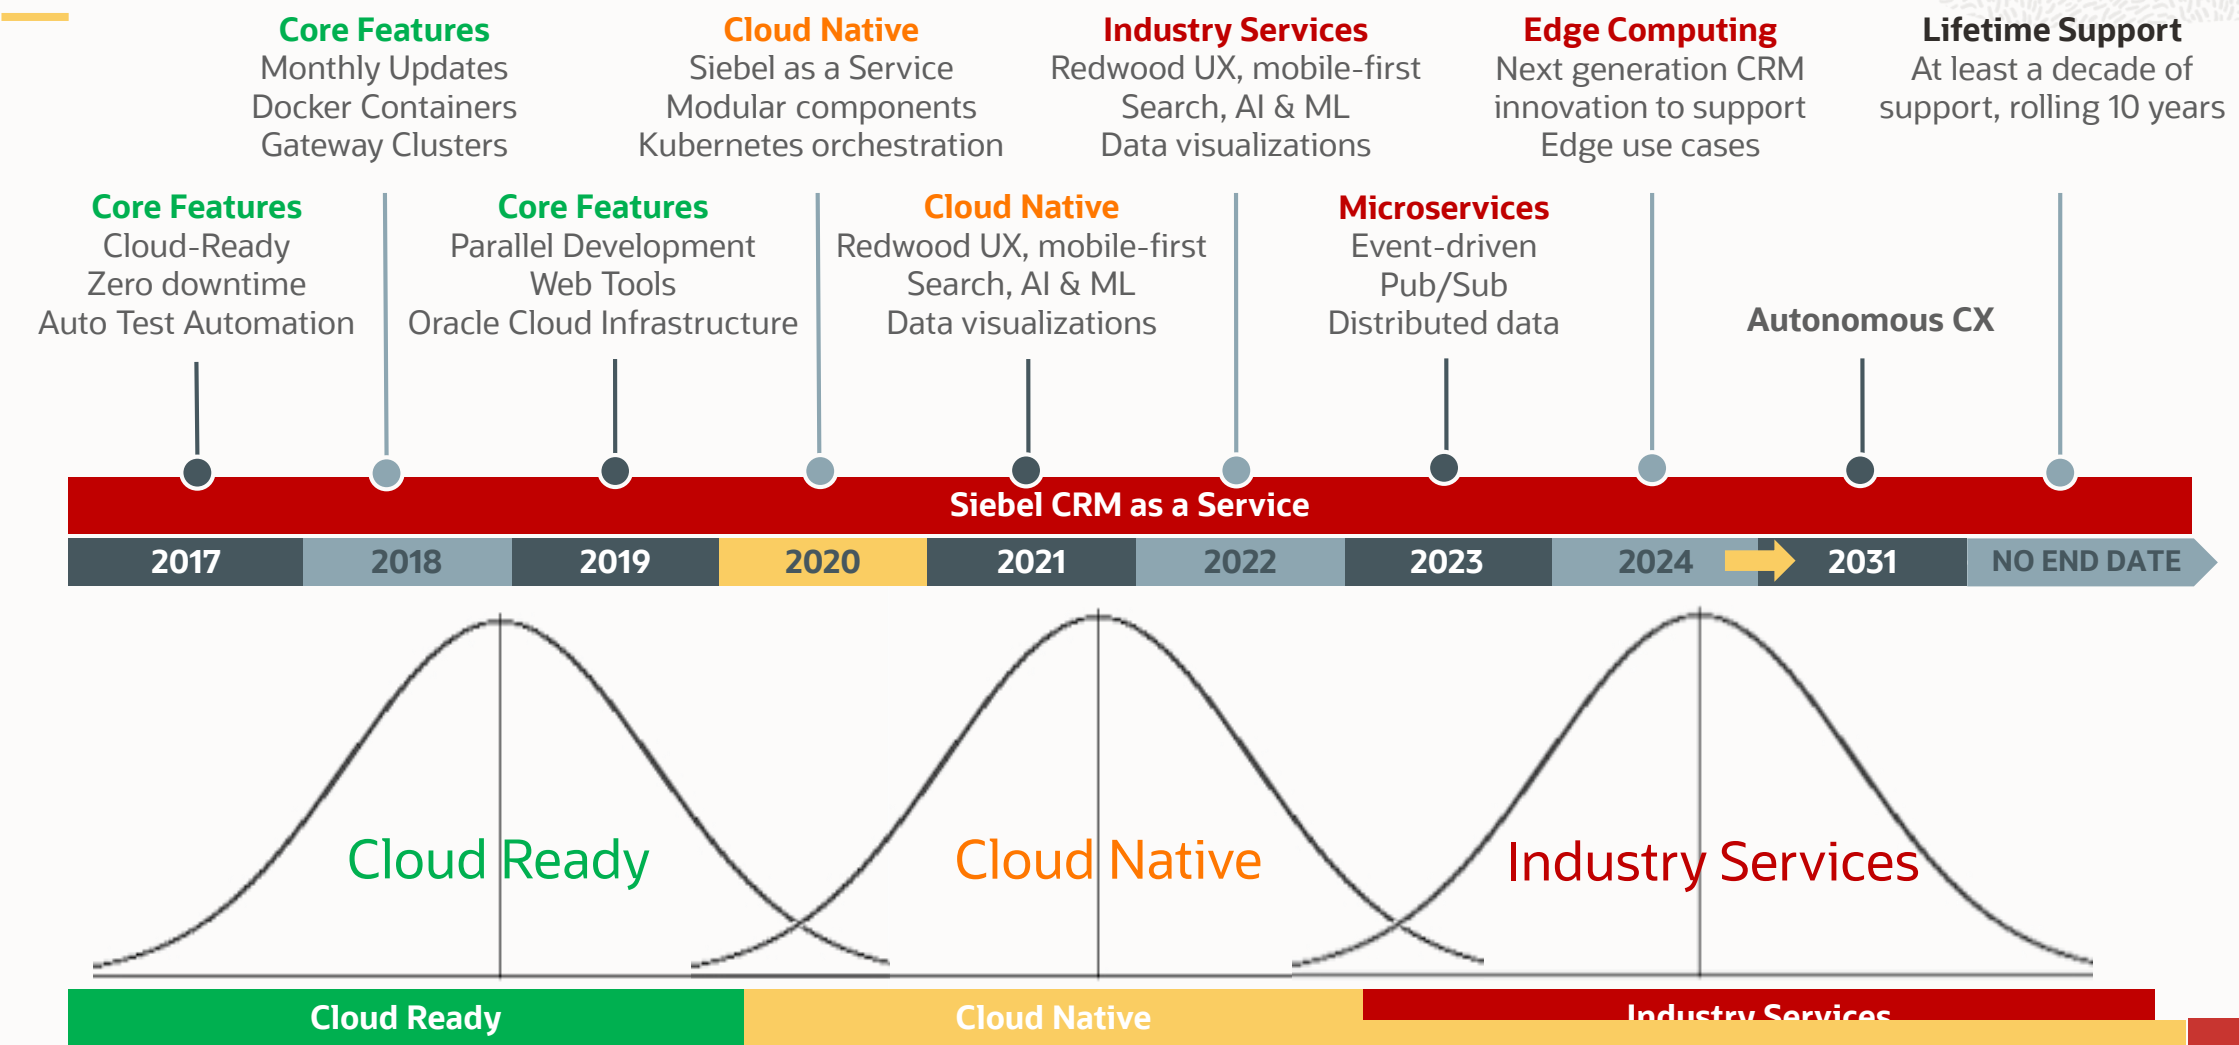 Core Features
Monthly Updates
Docker Containers
Gateway Clusters
Cloud Native
Siebel as a Service
Modular components
Kubernetes orchestration
Industry Services
Redwood UX, mobile-first
Search, AI & ML
Data visualizations
Edge Computing
Next generation CRM
innovation to support
Edge use cases
Lifetime Support
At least a decade of
support, rolling 10 years
Core Features
Cloud-Ready
Zero downtime
Auto Test Automation
Core Features
Parallel Development
Web Tools
Oracle Cloud Infrastructure
Cloud Native
Redwood UX, mobile-first
Search, AI & ML
Data visualizations
Microservices
Event-driven
Pub/Sub
Distributed data
Autonomous CX
Siebel CRM as a Service
2017
2018
2019
2020
2021
2022
2023
2024
2031
NO END DATE
Cloud Ready
Cloud Native
Industry Services
Cloud Ready
Cloud Native
Industry Services